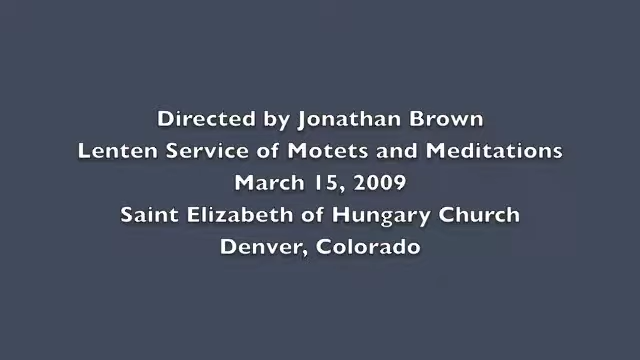 Directed by Jonathan Brown
Lenten Service of Motets and Meditations
March 15, 2009
Saint Elizabeth of Hungary Church
Denver, Colorado